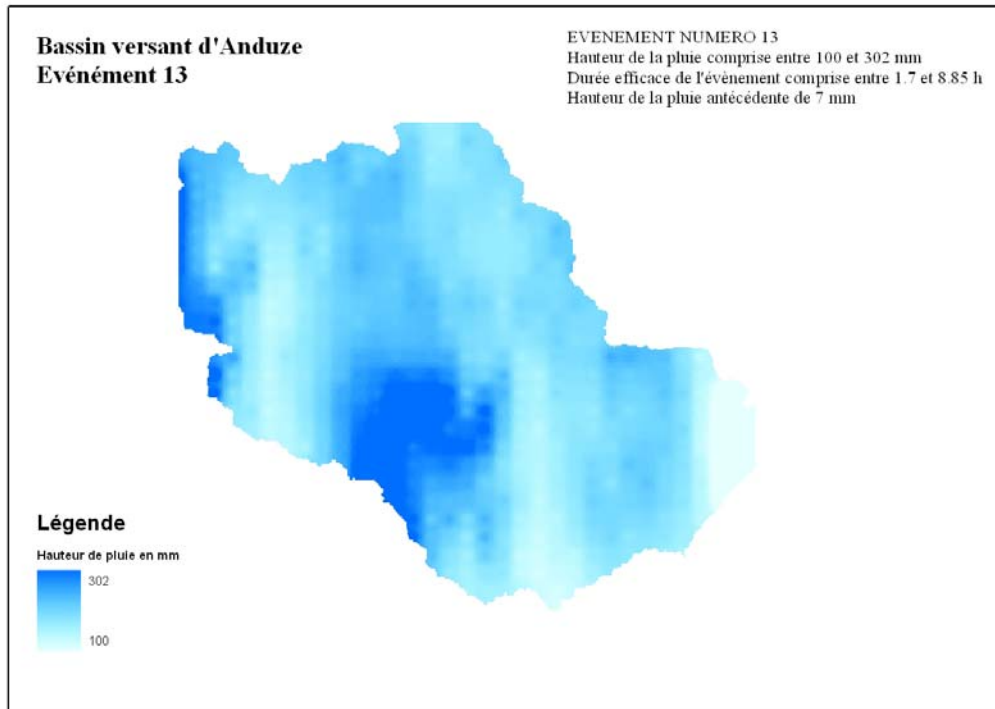 Bassin versant d'Anduze
Evénément 13
EVENEMENT NUMERO 13
Hauteur de la pluie comprise entre 100 et 302 mm
Durée efficace de l'évènement comprise entre 1.7 et 8.85 h
Hauteur de la pluie antécédente de 7 mm
Légende
Hauteur de pluie en mm
302
100